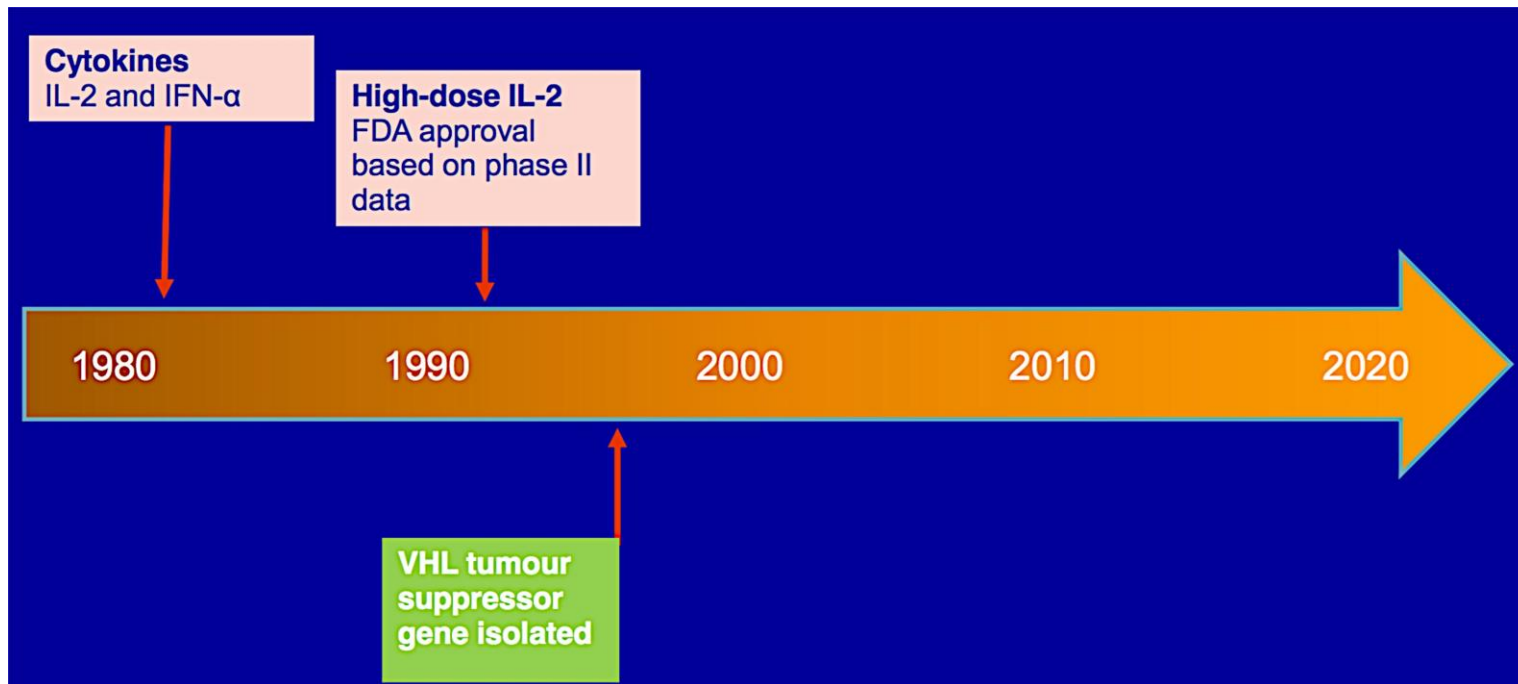 Cytokines
IL-2 and IFN-α
High-dose IL-2
FDA approval
based on phase II
data
1980 1990 2000 2010 2020
VHL tumour
suppressor
gene isolated